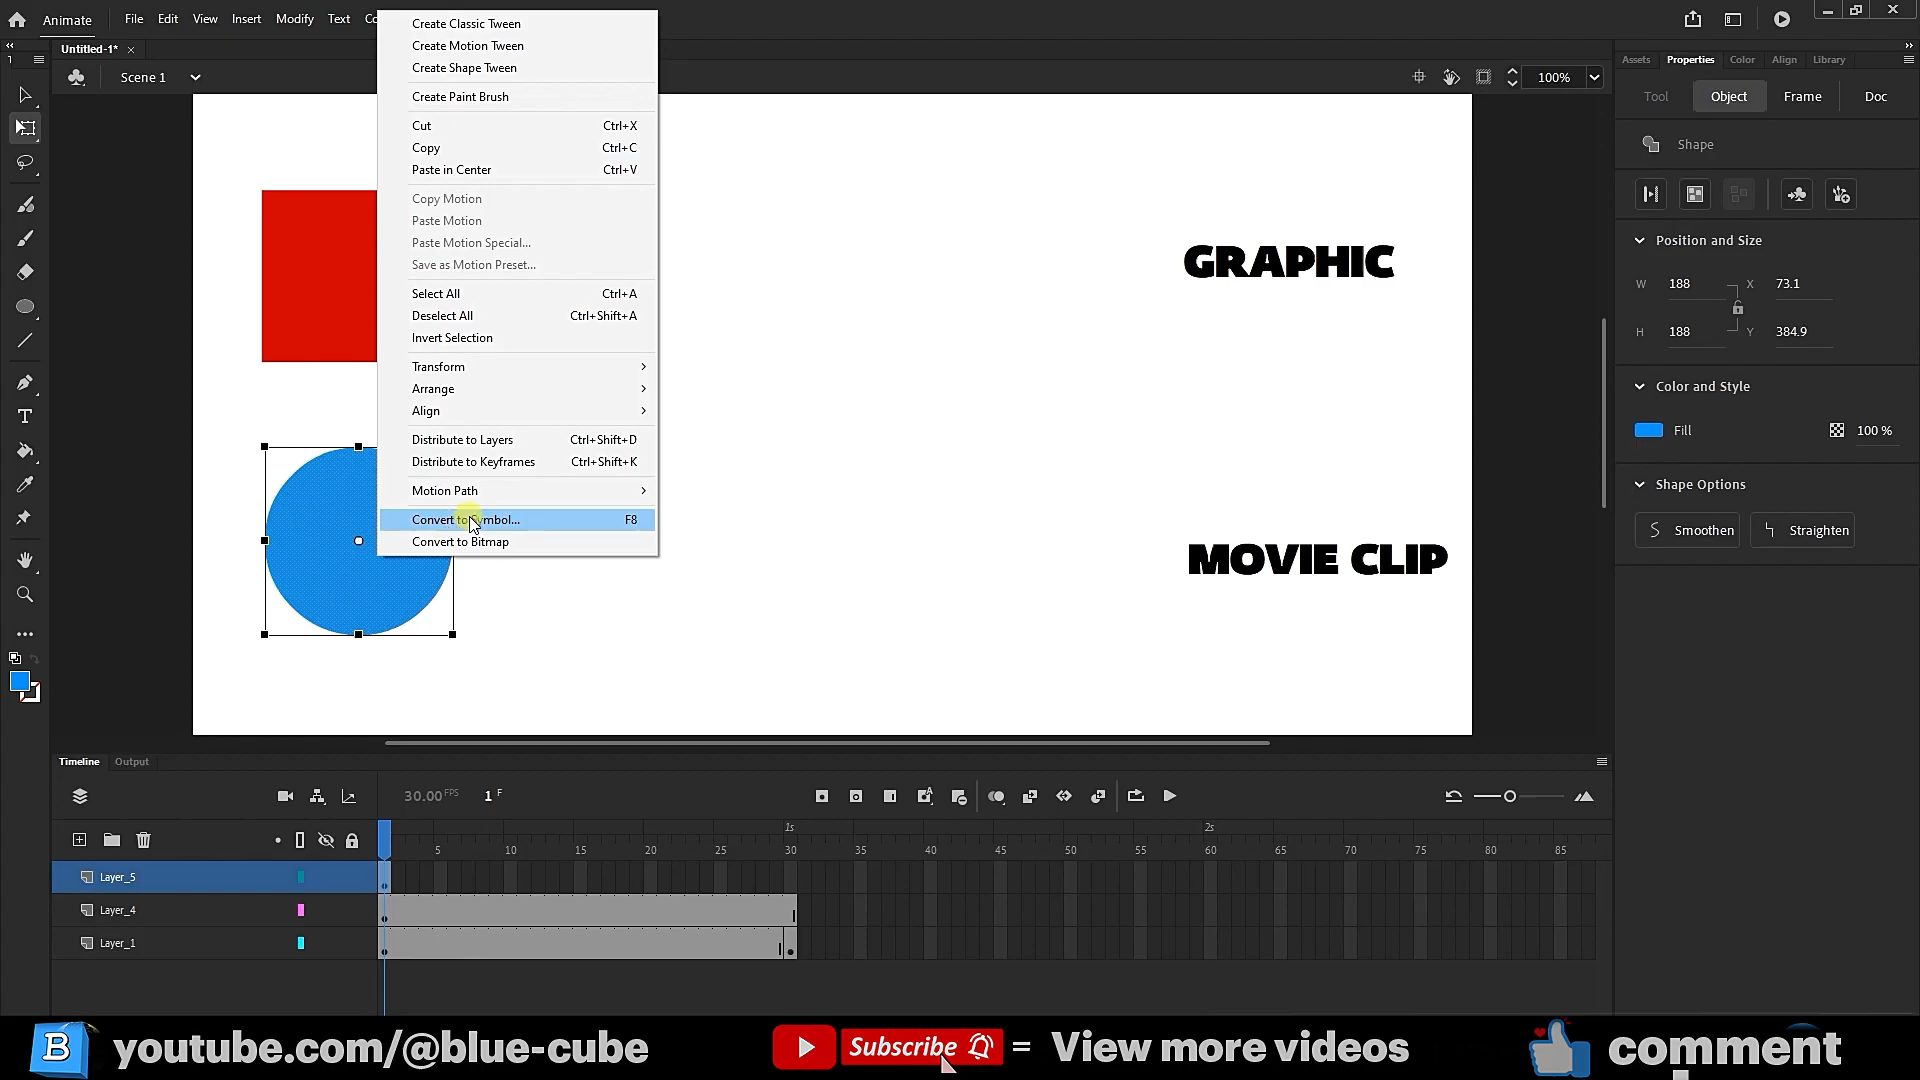 Animate
File
Edit
View
Insert
Modify
Text
Co
Untitled-1*
Scene 1
100%
Create Classic Tween
Create Motion Tween
Create Shape Tween
Create Paint Brush
Cut Ctrl+X
Copy Ctrl+C
Paste in Center Ctrl+V
Copy Motion
Paste Motion
Paste Motion Special...
Save as Motion Preset...
Select All Ctrl+A
Deselect All Ctrl+Shift+A
Invert Selection
Transform
Arrange
Align
Distribute to Layers Ctrl+Shift+D
Distribute to Keyframes Ctrl+Shift+K
Motion Path
Convert to Symbol... F8
Convert to Bitmap
GRAPHIC
MOVIE CLIP
Assets Properties Color Align Library
Tool Object Frame Doc
Shape
Position and Size
W 188 X 73.1
H 188 Y 384.9
Color and Style
Fill 100 %
Shape Options
Smoothen Straighten
Timeline Output
30.00 FPS 1 F
1s 2s
5 10 15 20 25 30 35 40 45 50 55 60 65 70 75 80 85
Layer_5
Layer_4
Layer_1
B youtube.com/@blue-cube Subscribe = View more videos comment